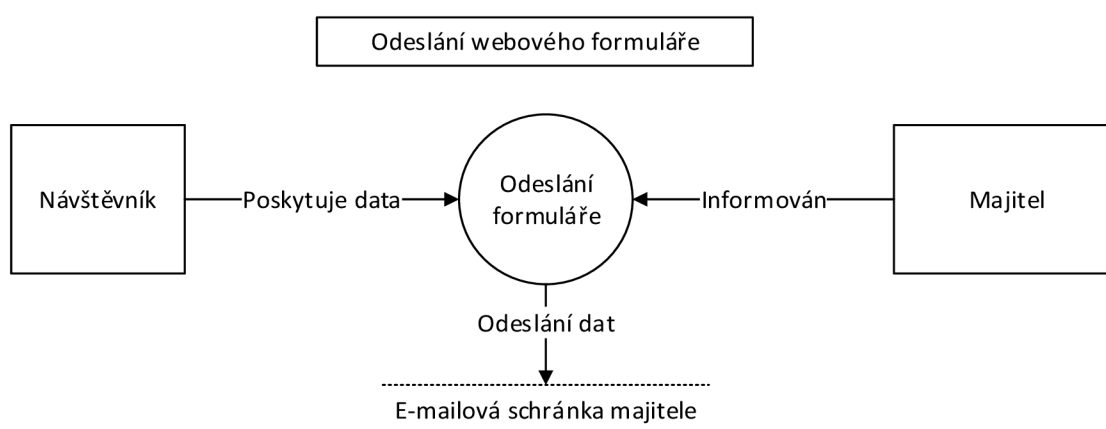 Odeslání webového formuláře
Návštěvník
Poskytuje data
Odeslání
formuláře
Informován
Majitel
Odeslání dat
E-mailová schránka majitele